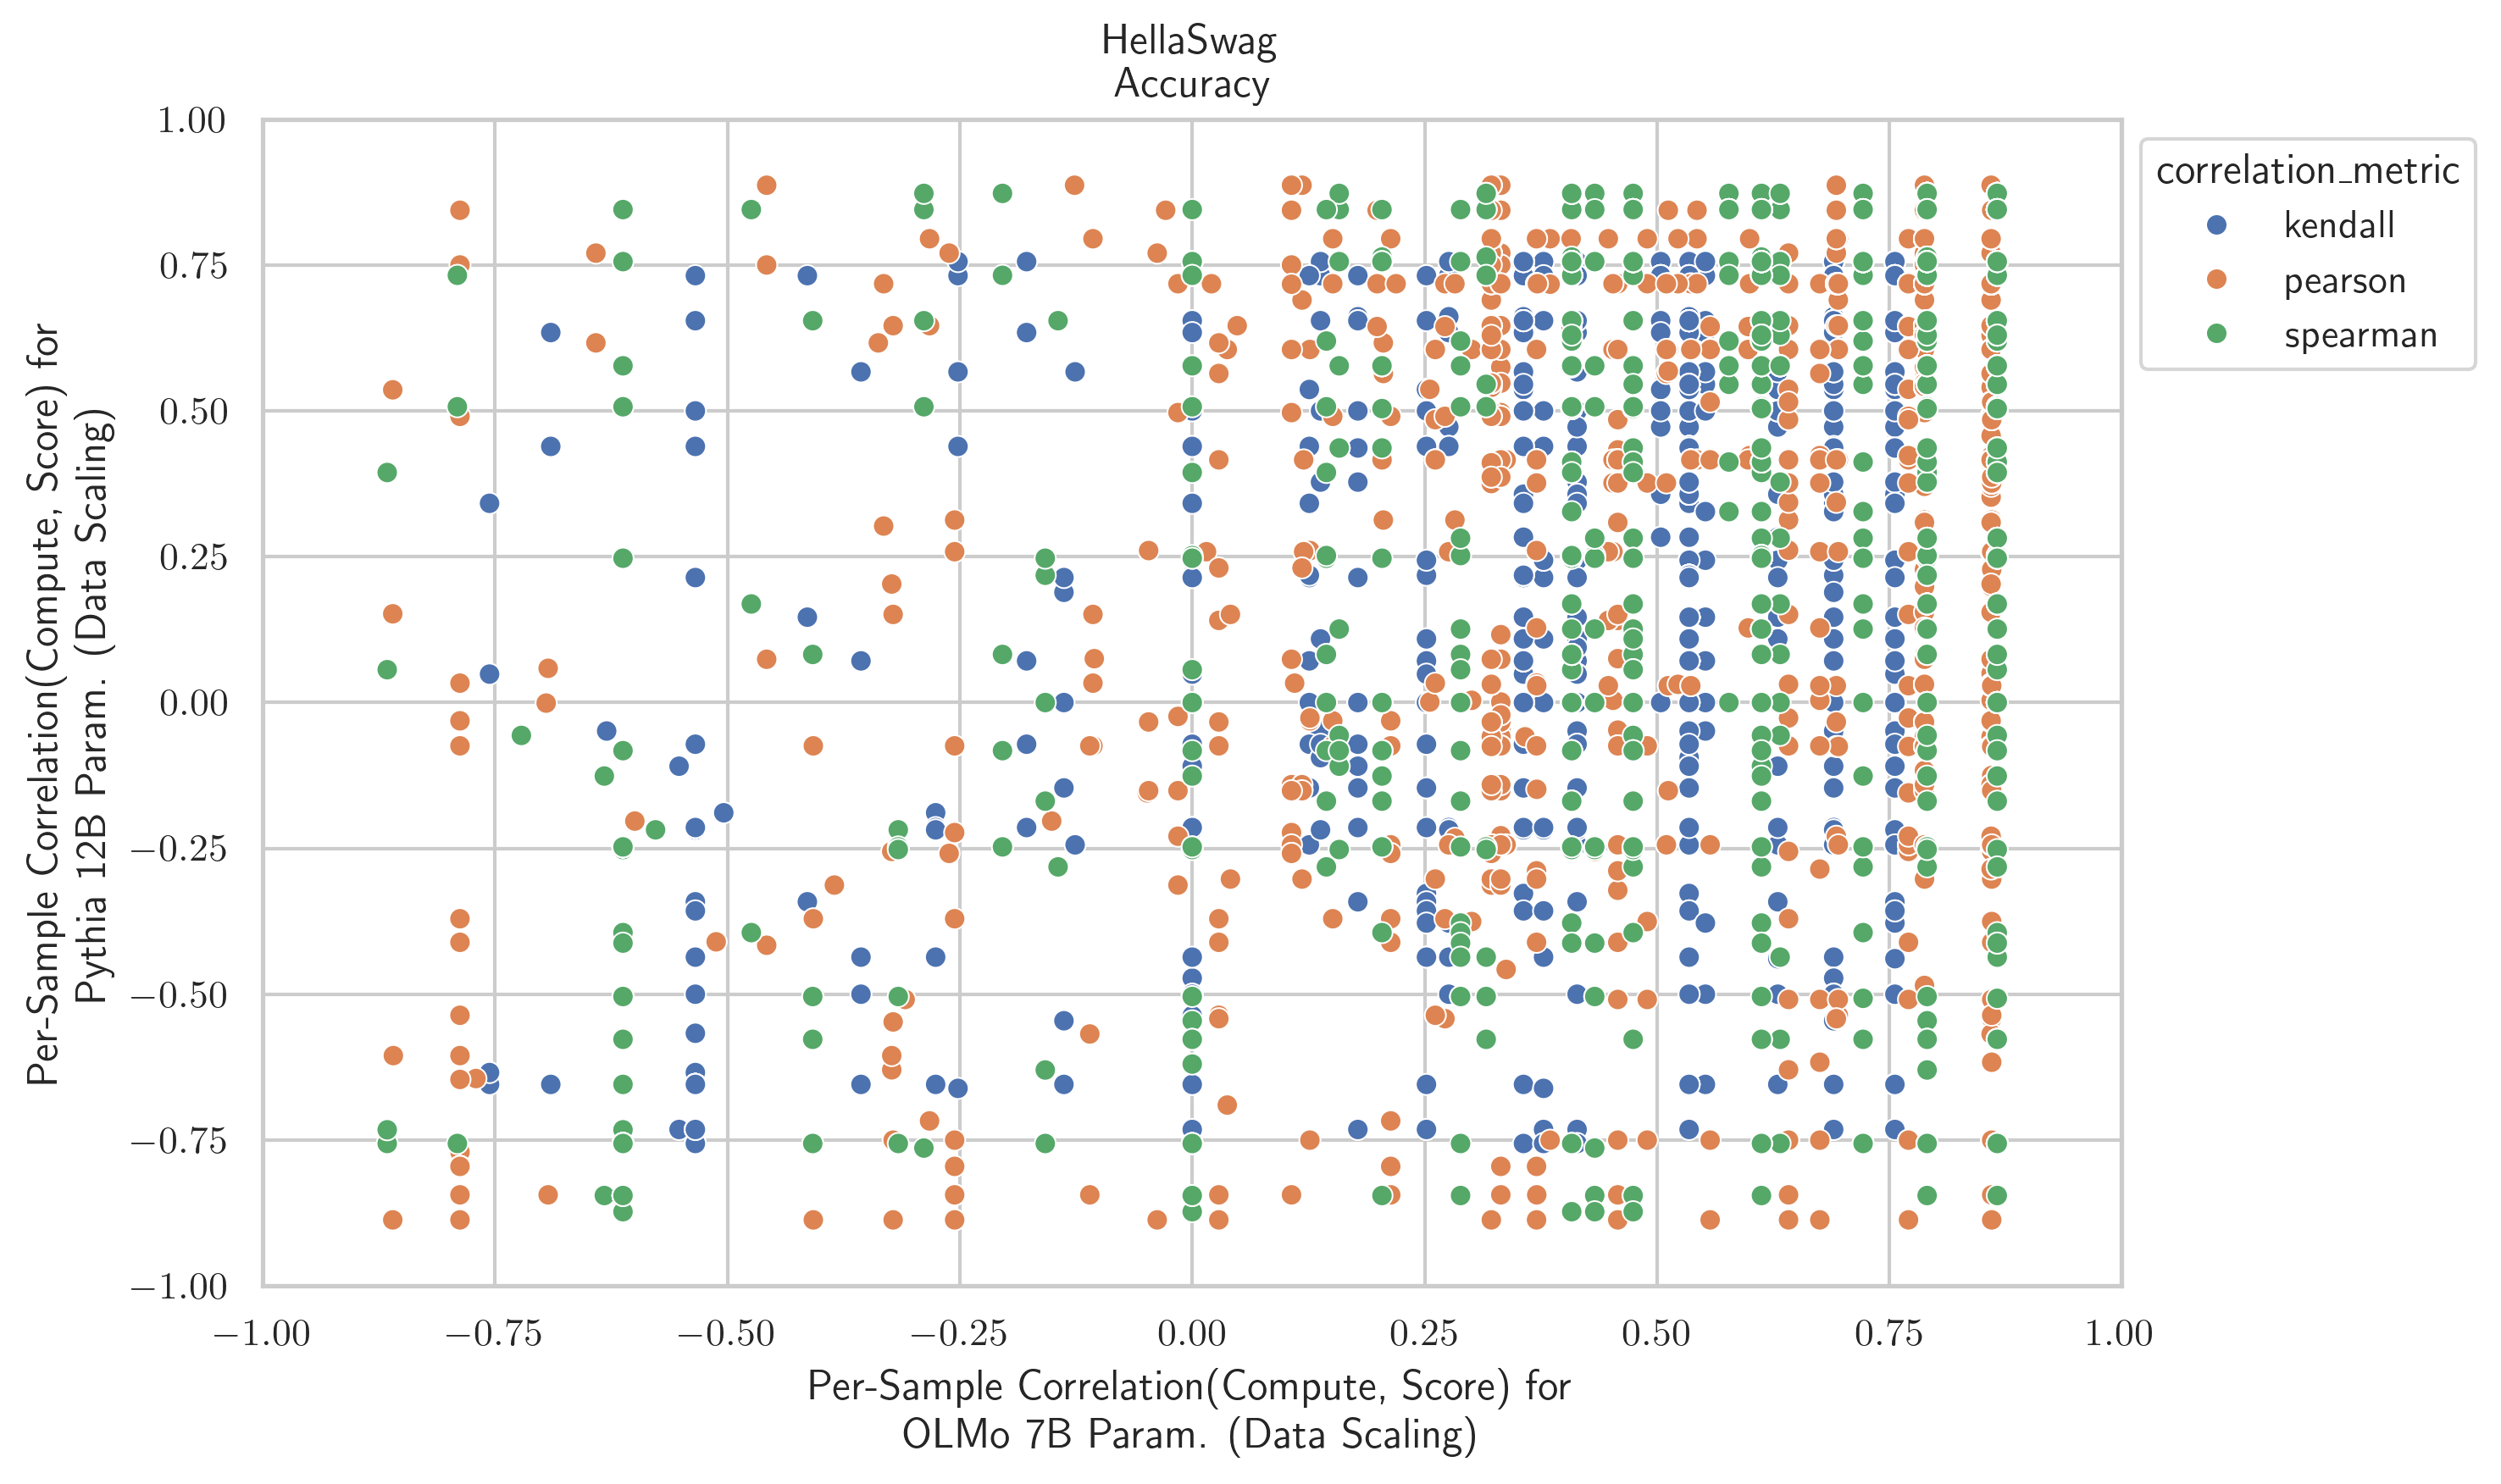 HellaSwag
Accuracy
1.00
0.75
0.50
0.25
0.00
−0.25
−0.50
−0.75
−1.00
Per-Sample Correlation(Compute, Score) for
Pythia 12B Param. (Data Scaling)
−1.00 −0.75 −0.50 −0.25 0.00 0.25 0.50 0.75 1.00
Per-Sample Correlation(Compute, Score) for
OLMo 7B Param. (Data Scaling)
correlation_metric
kendall
pearson
spearman